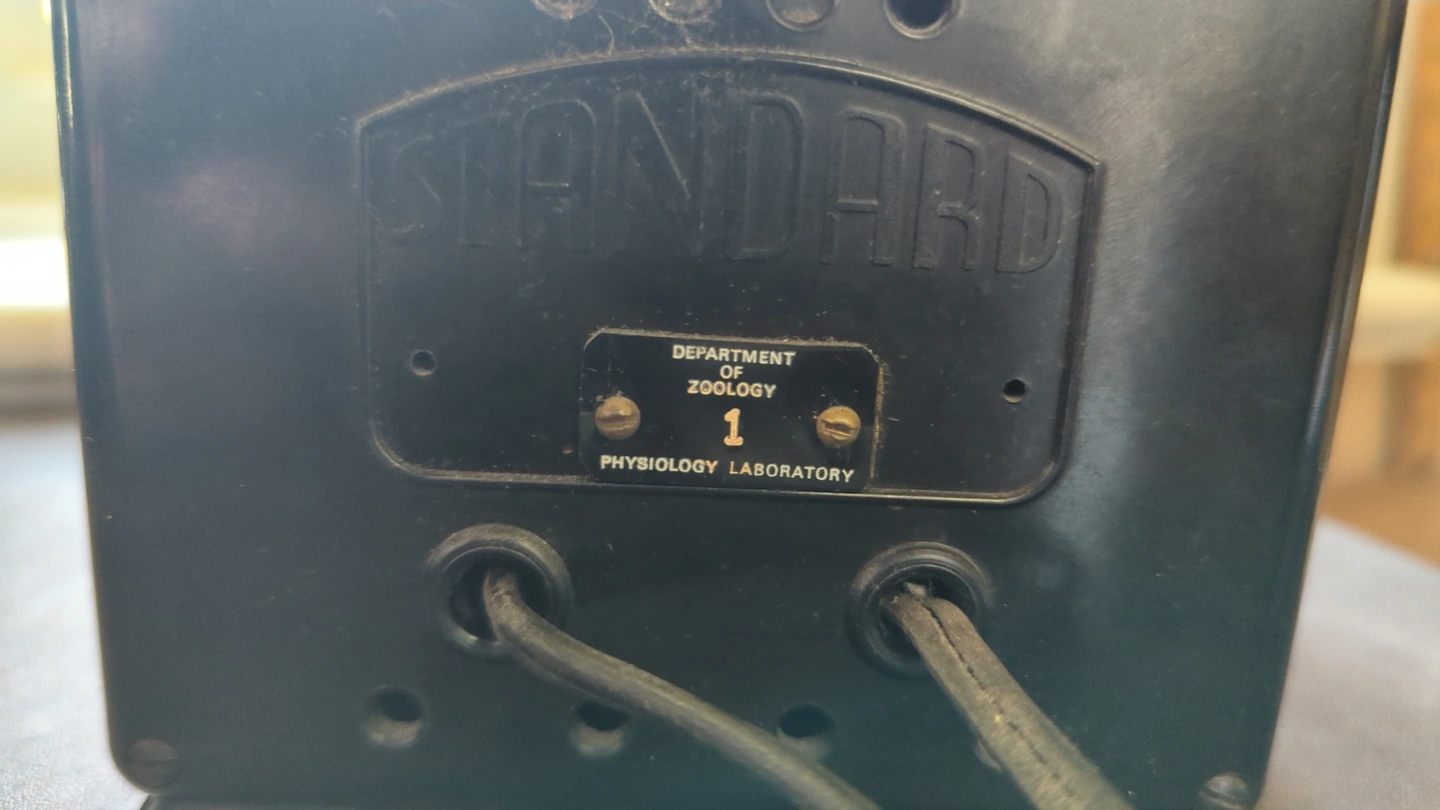 STANDARD
DEPARTMENT
OF
ZOOLOGY
1
PHYSIOLOGY LABORATORY